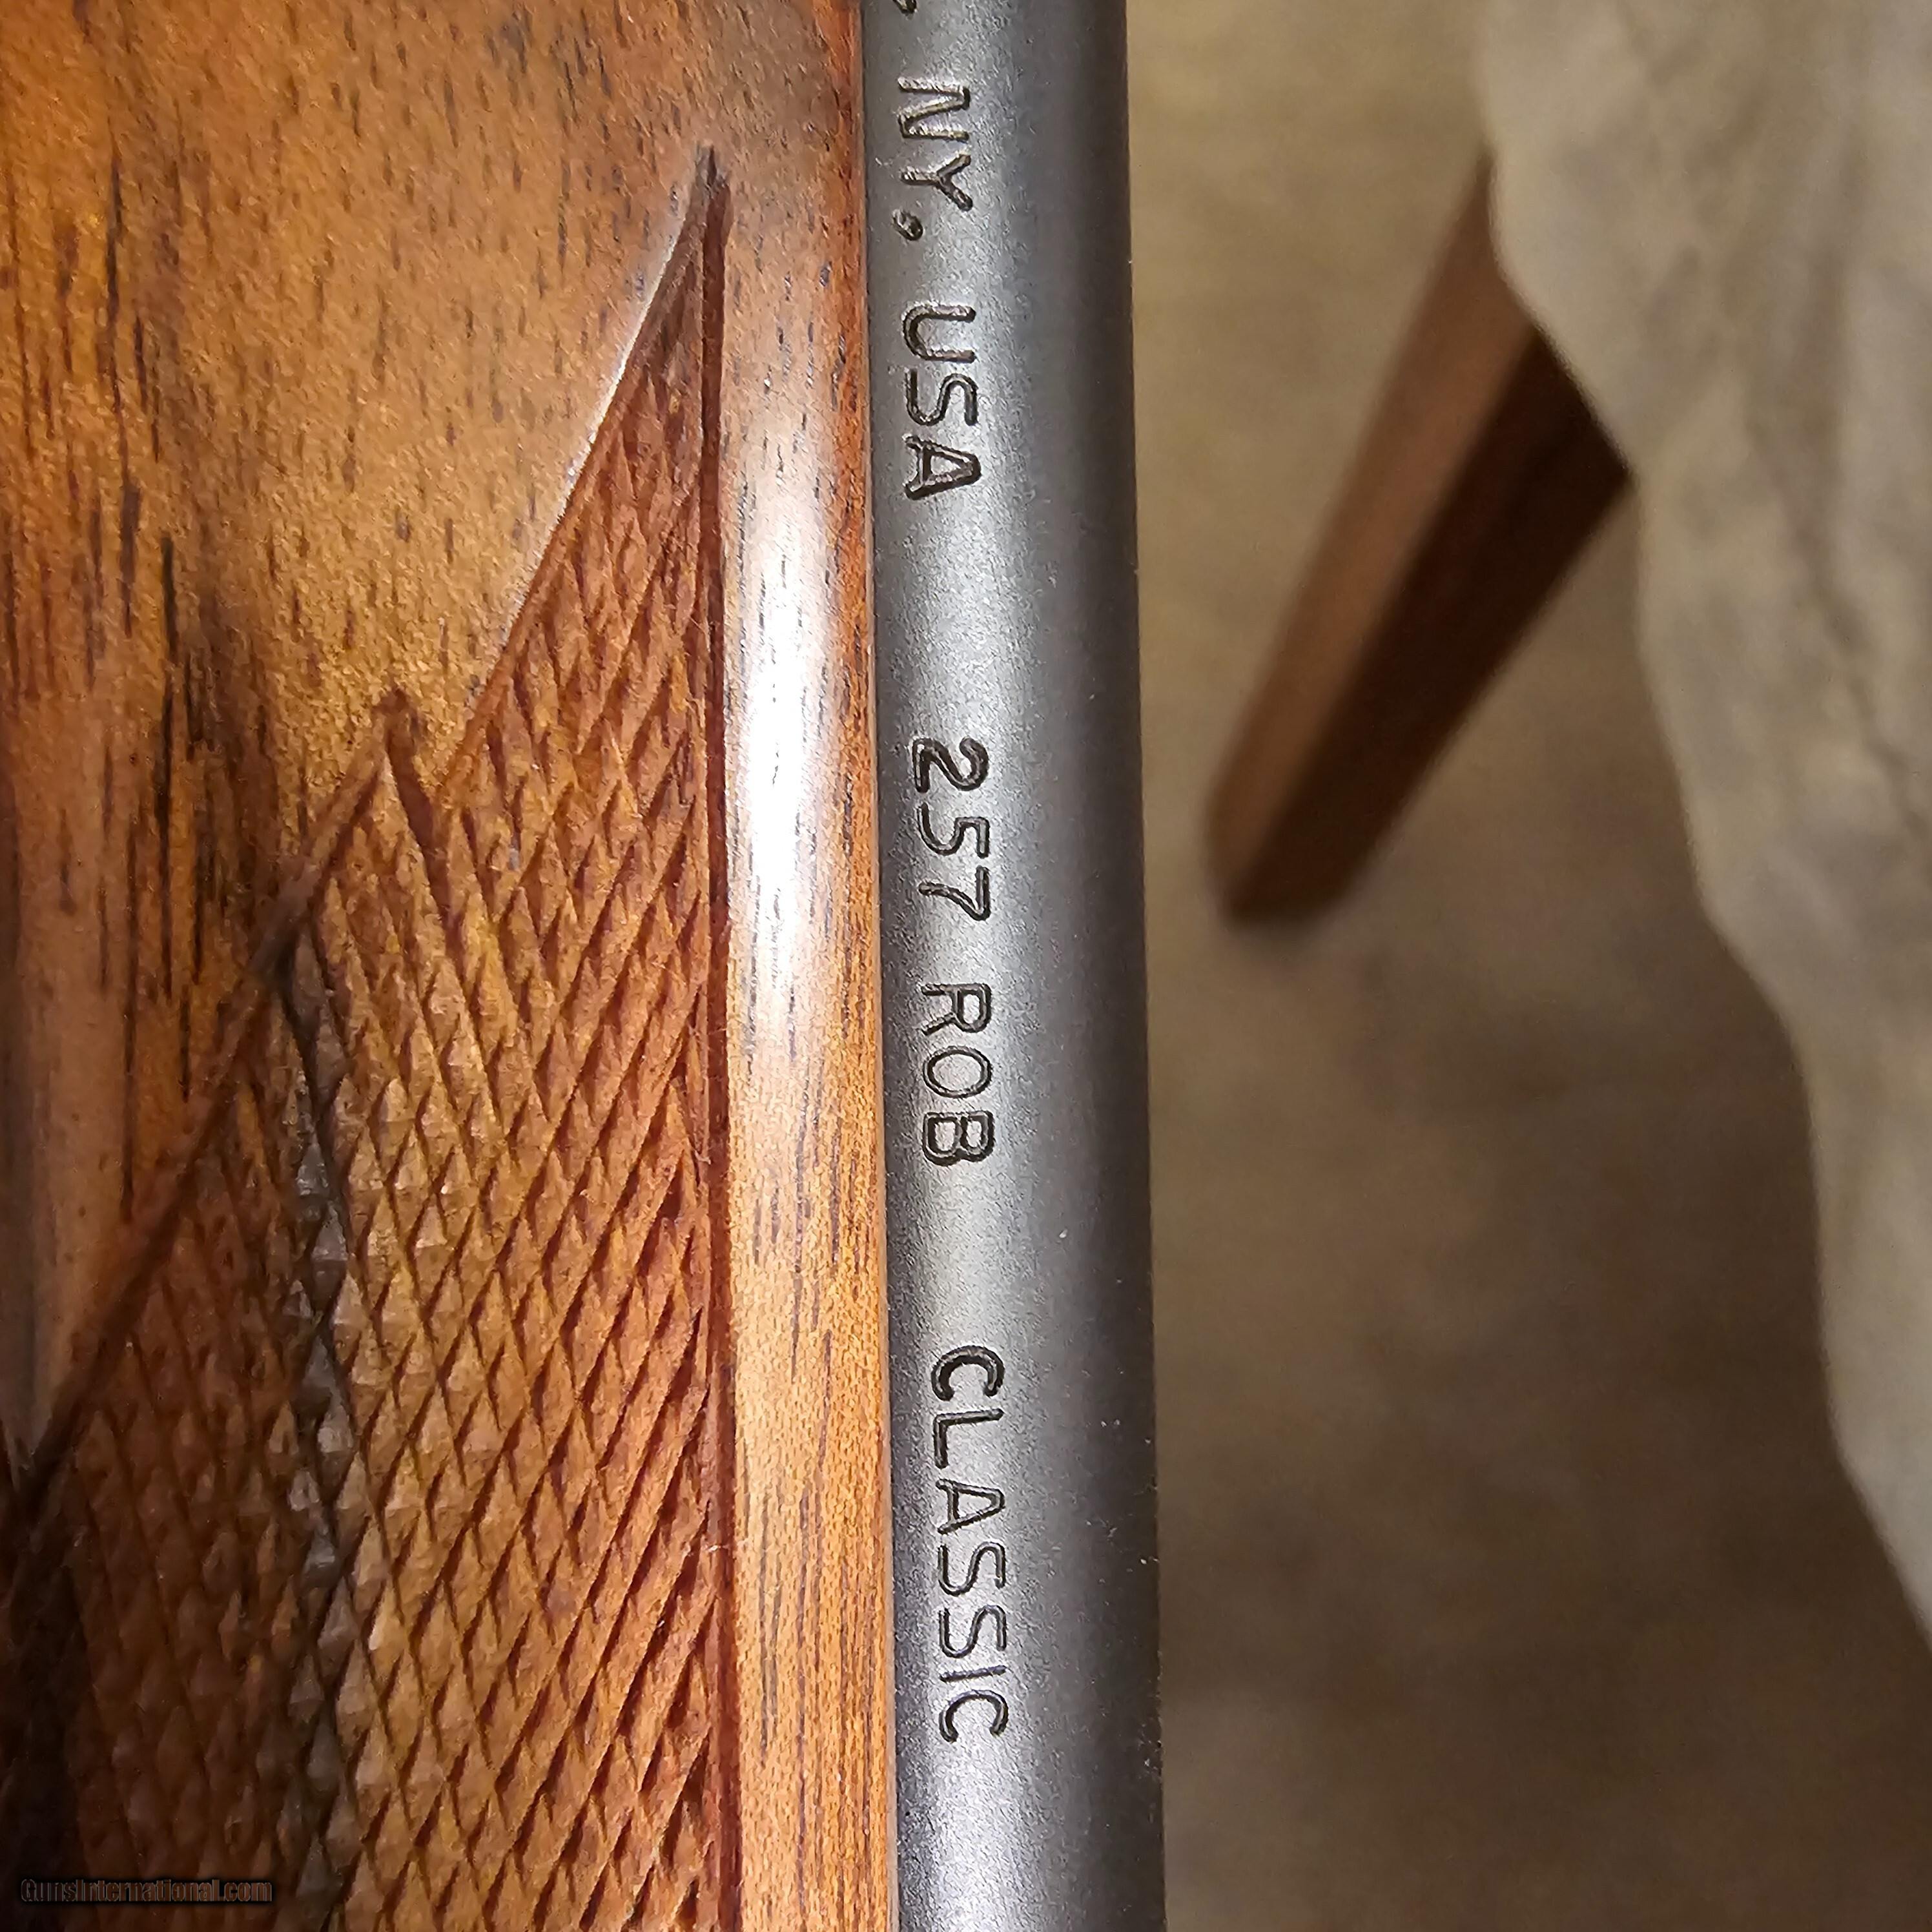 , NY, USA 257 ROB CLASSIC
GunsInternational.com